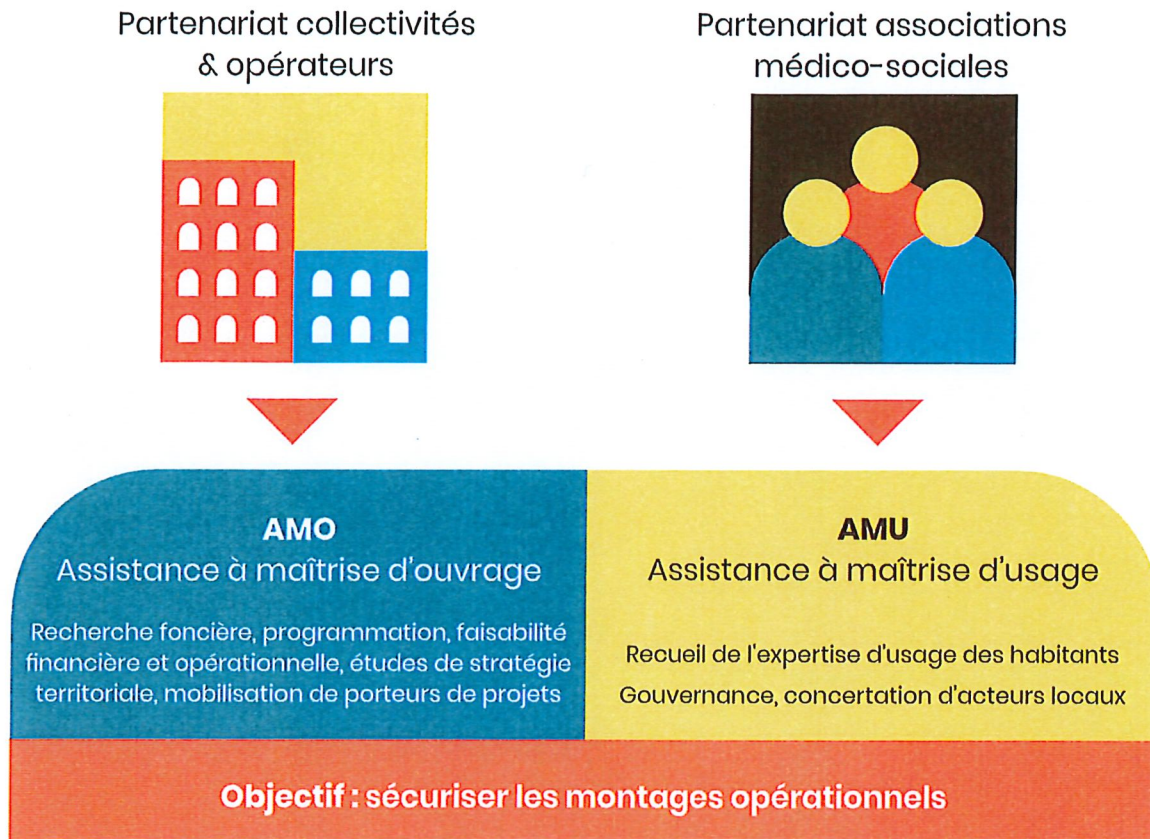 Partenariat collectivités
& opérateurs
Partenariat associations
médico-sociales
AMO
Assistance à maîtrise d'ouvrage
Recherche foncière, programmation, faisabilité
financière et opérationnelle, études de stratégie
territoriale, mobilisation de porteurs de projets
AMU
Assistance à maîtrise d'usage
Recueil de l'expertise d'usage des habitants
Gouvernance, concertation d'acteurs locaux
Objectif : sécuriser les montages opérationnels